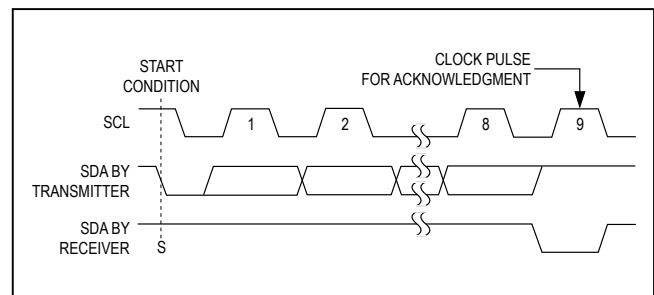 START
CONDITION
CLOCK PULSE
FOR ACKNOWLEDGMENT
SCL
1
2
8
9
SDA BY
TRANSMITTER
SDA BY
RECEIVER
S